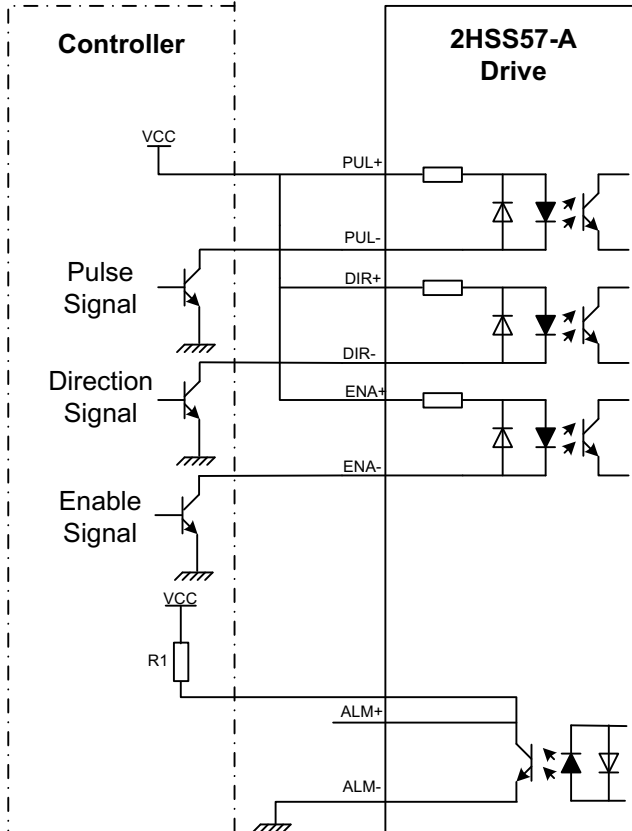 Controller
2HSS57-A
Drive
VCC
PUL+
PUL-
Pulse
Signal
DIR+
DIR-
Direction
Signal
ENA+
ENA-
Enable
Signal
VCC
R1
ALM+
ALM-